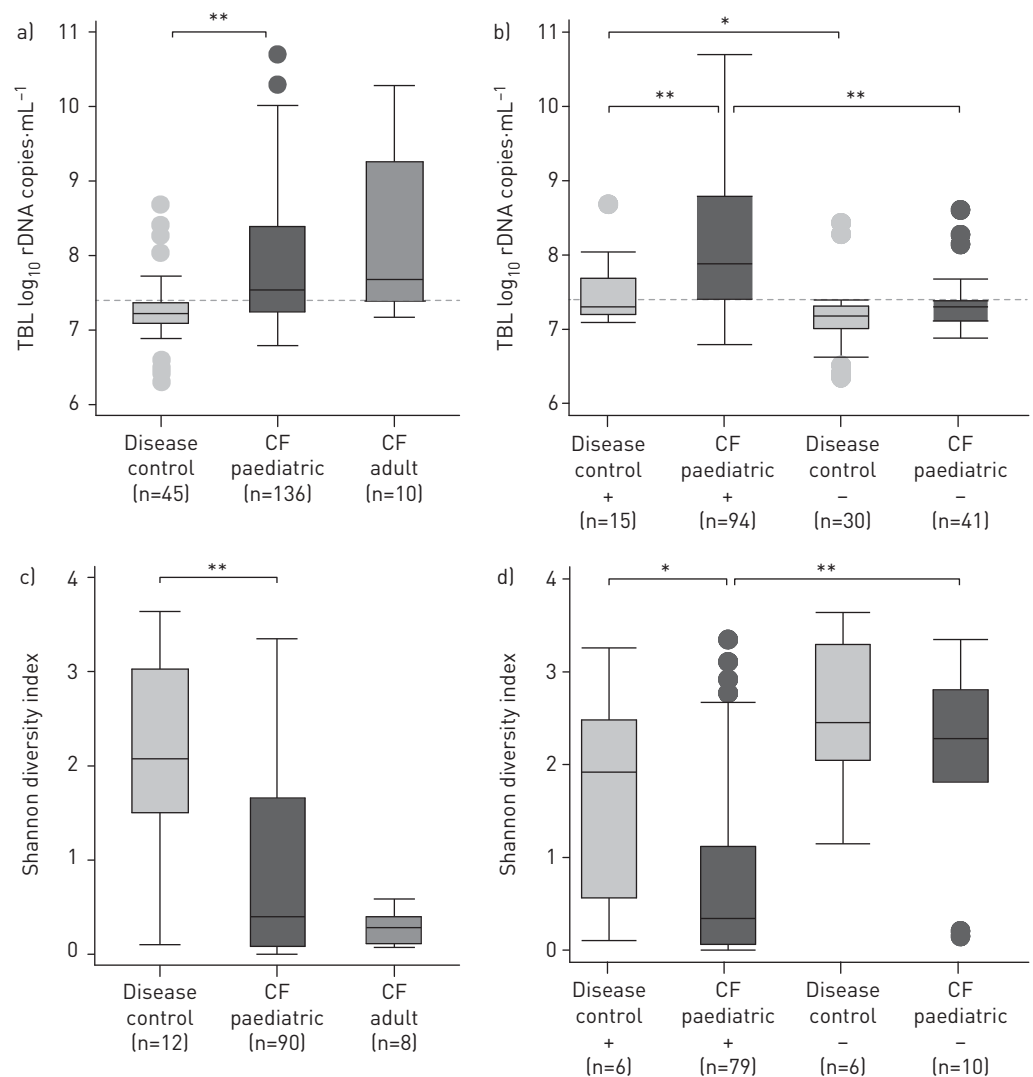 a)
**
TBL log10 rDNA copies·mL−1
11
10
9
8
7
6
Disease control (n=45)
CF paediatric (n=136)
CF adult (n=10)
b)
*
**
**
TBL log10 rDNA copies·mL−1
11
10
9
8
7
6
Disease control + (n=15)
CF paediatric + (n=94)
Disease control – (n=30)
CF paediatric – (n=41)
c)
**
Shannon diversity index
4
3
2
1
0
Disease control (n=12)
CF paediatric (n=90)
CF adult (n=8)
d)
*
**
Shannon diversity index
4
3
2
1
0
Disease control + (n=6)
CF paediatric + (n=79)
Disease control – (n=6)
CF paediatric – (n=10)